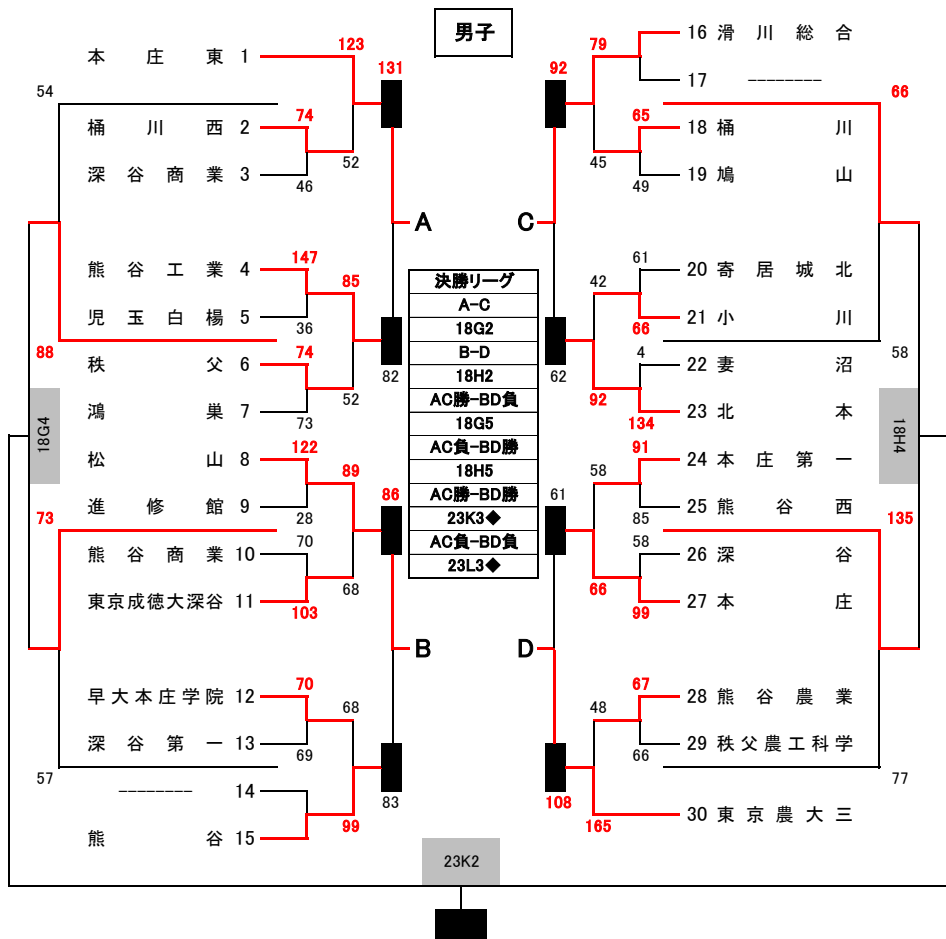 男子
本庄東 1
桶川西 2
深谷商業 3
熊谷工業 4
児玉白楊 5
秩父 6
鴻巣 7
松山 8
進修館 9
熊谷商業 10
東京成徳大深谷 11
早大本庄学院 12
深谷第一 13
-------- 14
熊谷 15
123
131
54
74
52
46
147
85
36
88
74
82
52
73
18G4
122
89
86
73
28
70
68
103
70
68
69
57
83
99
A
B
決勝リーグ
A-C
18G2
B-D
18H2
AC勝-BD負
18G5
AC負-BD勝
18H5
AC勝-BD勝
23K3◆
AC負-BD負
23L3◆
C
D
16 滑川総合
17 --------
18 桶川
19 鳩山
20 寄居城北
21 小川
22 妻沼
23 北本
24 本庄第一
25 熊谷西
26 深谷
27 本庄
28 熊谷農業
29 秩父農工科学
30 東京農大三
79
92
66
65
45
49
61
42
66
4
58
62
92
134
18H4
91
58
61
85
135
58
66
99
67
48
66
77
108
165
23K2